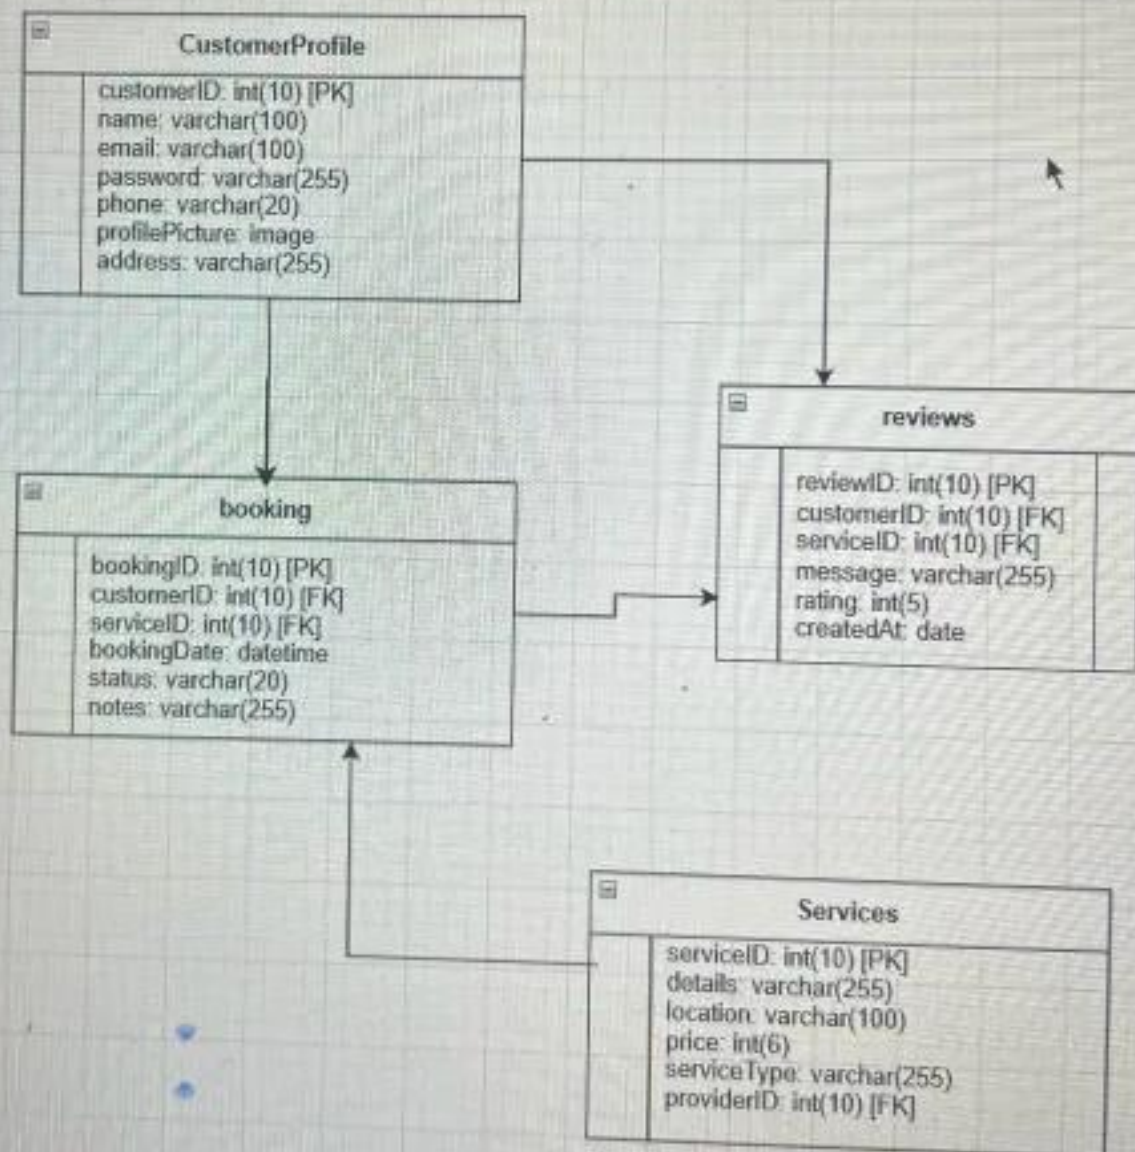 CustomerProfile
customerID: int(10) [PK]
name: varchar(100)
email: varchar(100)
password: varchar(255)
phone: varchar(20)
profilePicture: image
address: varchar(255)
reviews
reviewID: int(10) [PK]
customerID: int(10) [FK]
serviceID: int(10) [FK]
message: varchar(255)
rating: int(5)
createdAt: date
booking
bookingID: int(10) [PK]
customerID: int(10) [FK]
serviceID: int(10) [FK]
bookingDate: datetime
status: varchar(20)
notes: varchar(255)
Services
serviceID: int(10) [PK]
details: varchar(255)
location: varchar(100)
price: int(6)
serviceType: varchar(255)
providerID: int(10) [FK]